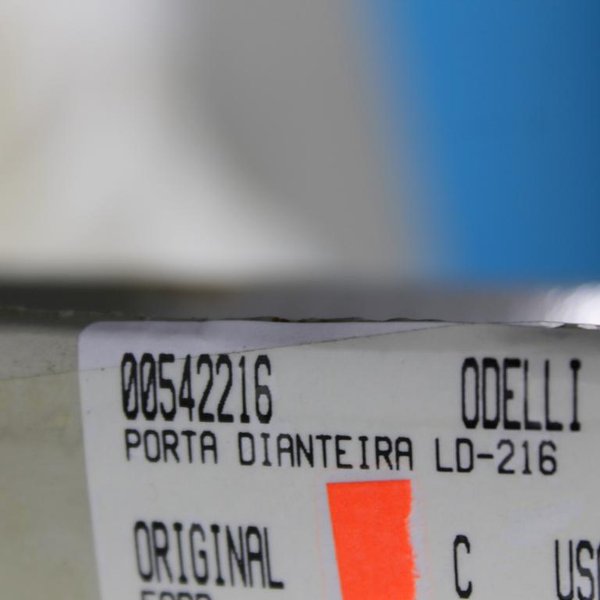 00542216 ODELLI
PORTA DIANTEIRA LD-216
ORIGINAL C